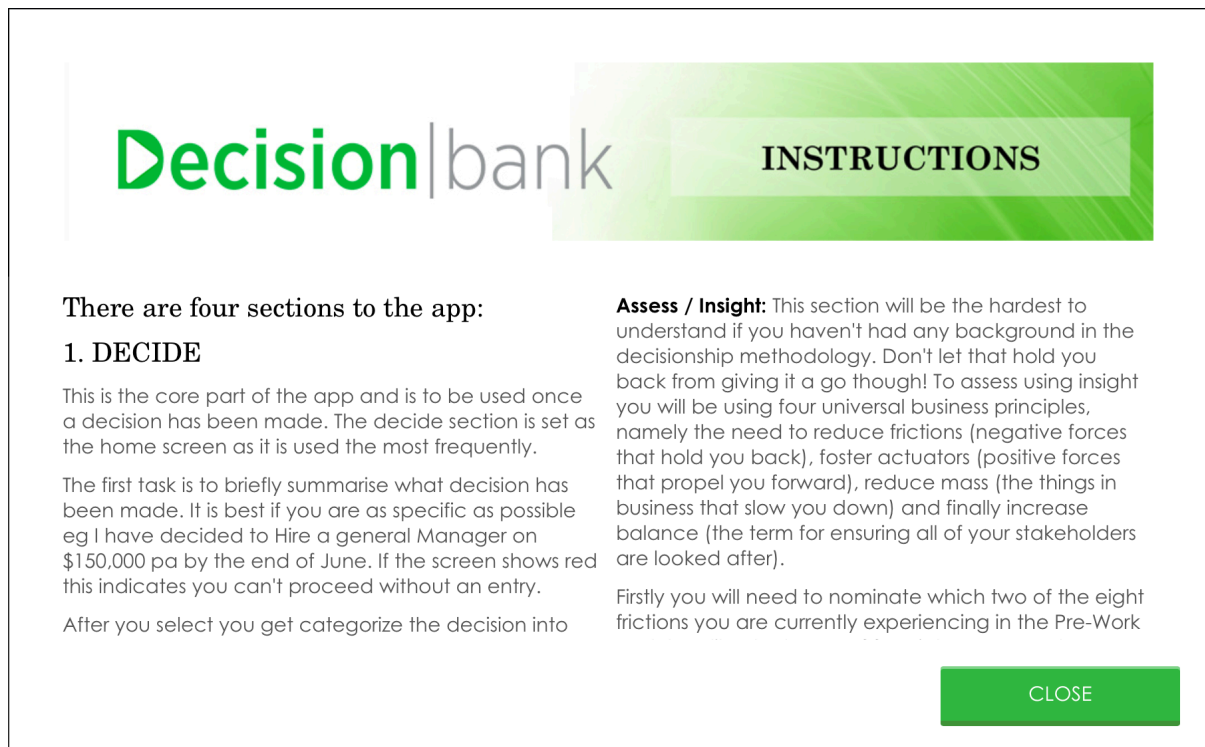 Decision|bank
INSTRUCTIONS
There are four sections to the app:
1. DECIDE
This is the core part of the app and is to be used once
a decision has been made. The decide section is set as
the home screen as it is used the most frequently.
The first task is to briefly summarise what decision has
been made. It is best if you are as specific as possible
eg I have decided to Hire a general Manager on
$150,000 pa by the end of June. If the screen shows red
this indicates you can't proceed without an entry.
After you select you get categorize the decision into
Assess / Insight: This section will be the hardest to
understand if you haven't had any background in the
decisionship methodology. Don't let that hold you
back from giving it a go though! To assess using insight
you will be using four universal business principles,
namely the need to reduce frictions (negative forces
that hold you back), foster actuators (positive forces
that propel you forward), reduce mass (the things in
business that slow you down) and finally increase
balance (the term for ensuring all of your stakeholders
are looked after).
Firstly you will need to nominate which two of the eight
frictions you are currently experiencing in the Pre-Work
CLOSE